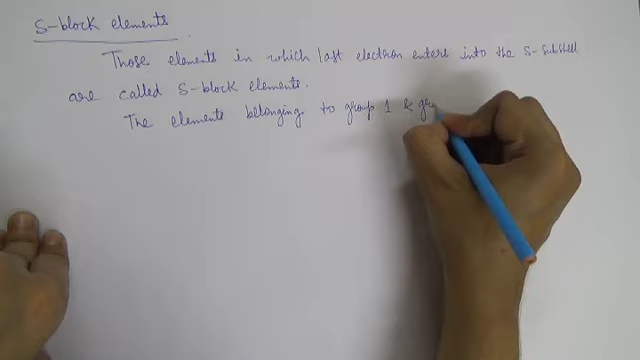 S-block elements
Those elements in which last electron enters into the S-subshell
are called S-block elements.
The elements belonging to group 1 & gr